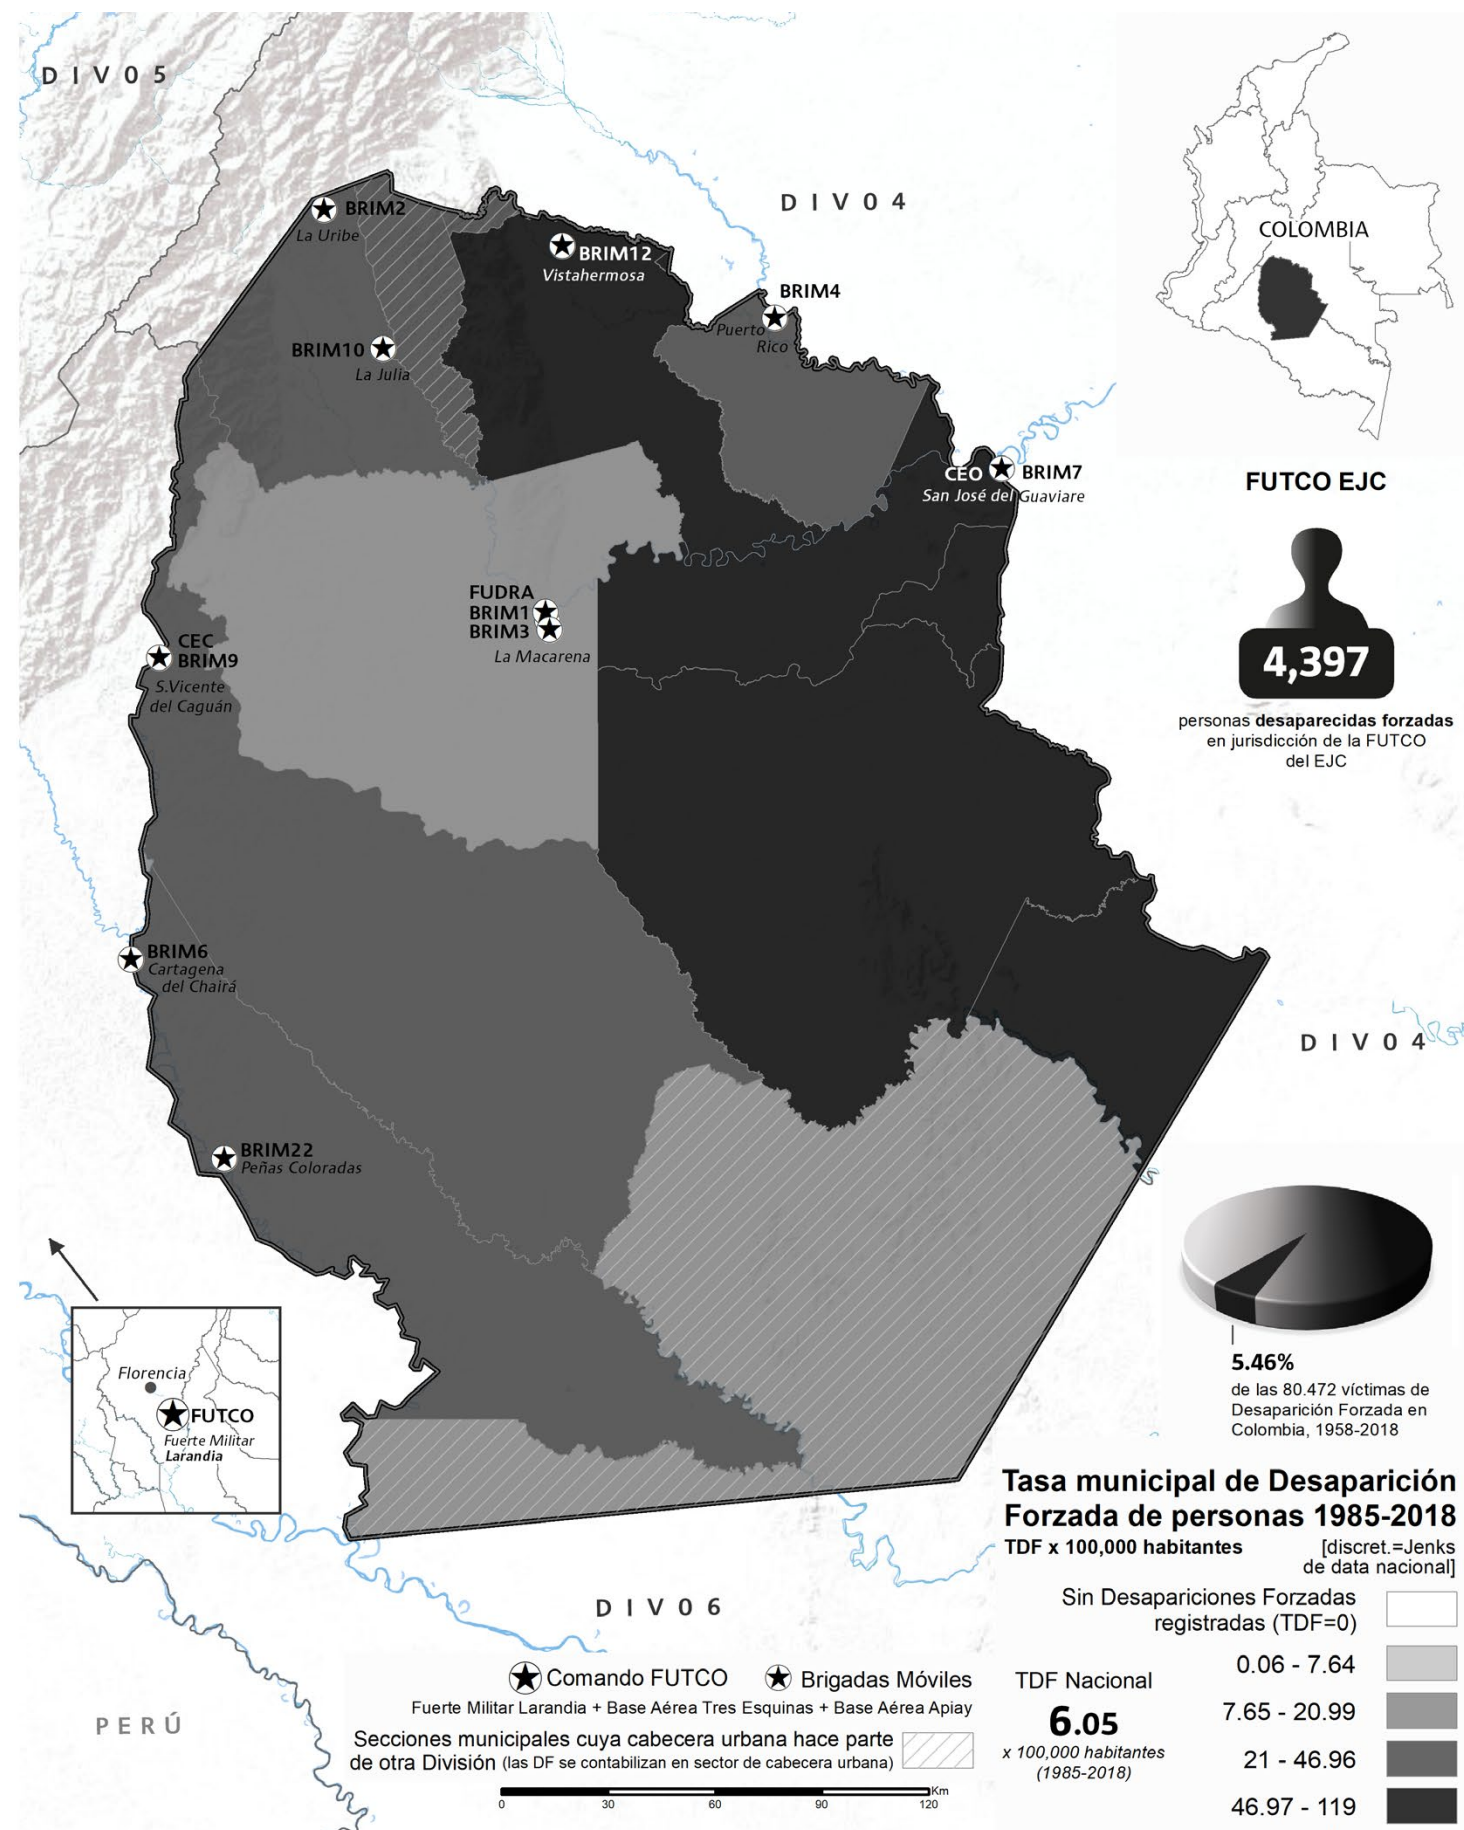 DIV05
DIV04
BRIM2
La Uribe
BRIM12
Vistahermosa
BRIM4
Puerto
Rico
BRIM10
La Julia
COLOMBIA
CEO
BRIM7
San José del Guaviare
FUTCO EJC
FUDRA
BRIM1
BRIM3
La Macarena
CEC
BRIM9
S.Vicente
del Caguán
4,397
personas desaparecidas forzadas
en jurisdicción de la FUTCO
del EJC
BRIM6
Cartagena
del Chairá
DIV04
BRIM22
Peñas Coloradas
Florencia
FUTCO
Fuerte Militar
Larandia
5.46%
de las 80.472 víctimas de
Desaparición Forzada en
Colombia, 1958-2018
Tasa municipal de Desaparición
Forzada de personas 1985-2018
TDF x 100,000 habitantes
[discret.=Jenks
de data nacional]
Sin Desapariciones Forzadas
registradas (TDF=0)
0.06 - 7.64
7.65 - 20.99
21 - 46.96
46.97 - 119
TDF Nacional
6.05
x 100,000 habitantes
(1985-2018)
DIV06
PERÚ
Comando FUTCO
Brigadas Móviles
Fuerte Militar Larandia + Base Aérea Tres Esquinas + Base Aérea Apiay
Secciones municipales cuya cabecera urbana hace parte
de otra División (las DF se contabilizan en sector de cabecera urbana)
Km
0 30 60 90 120